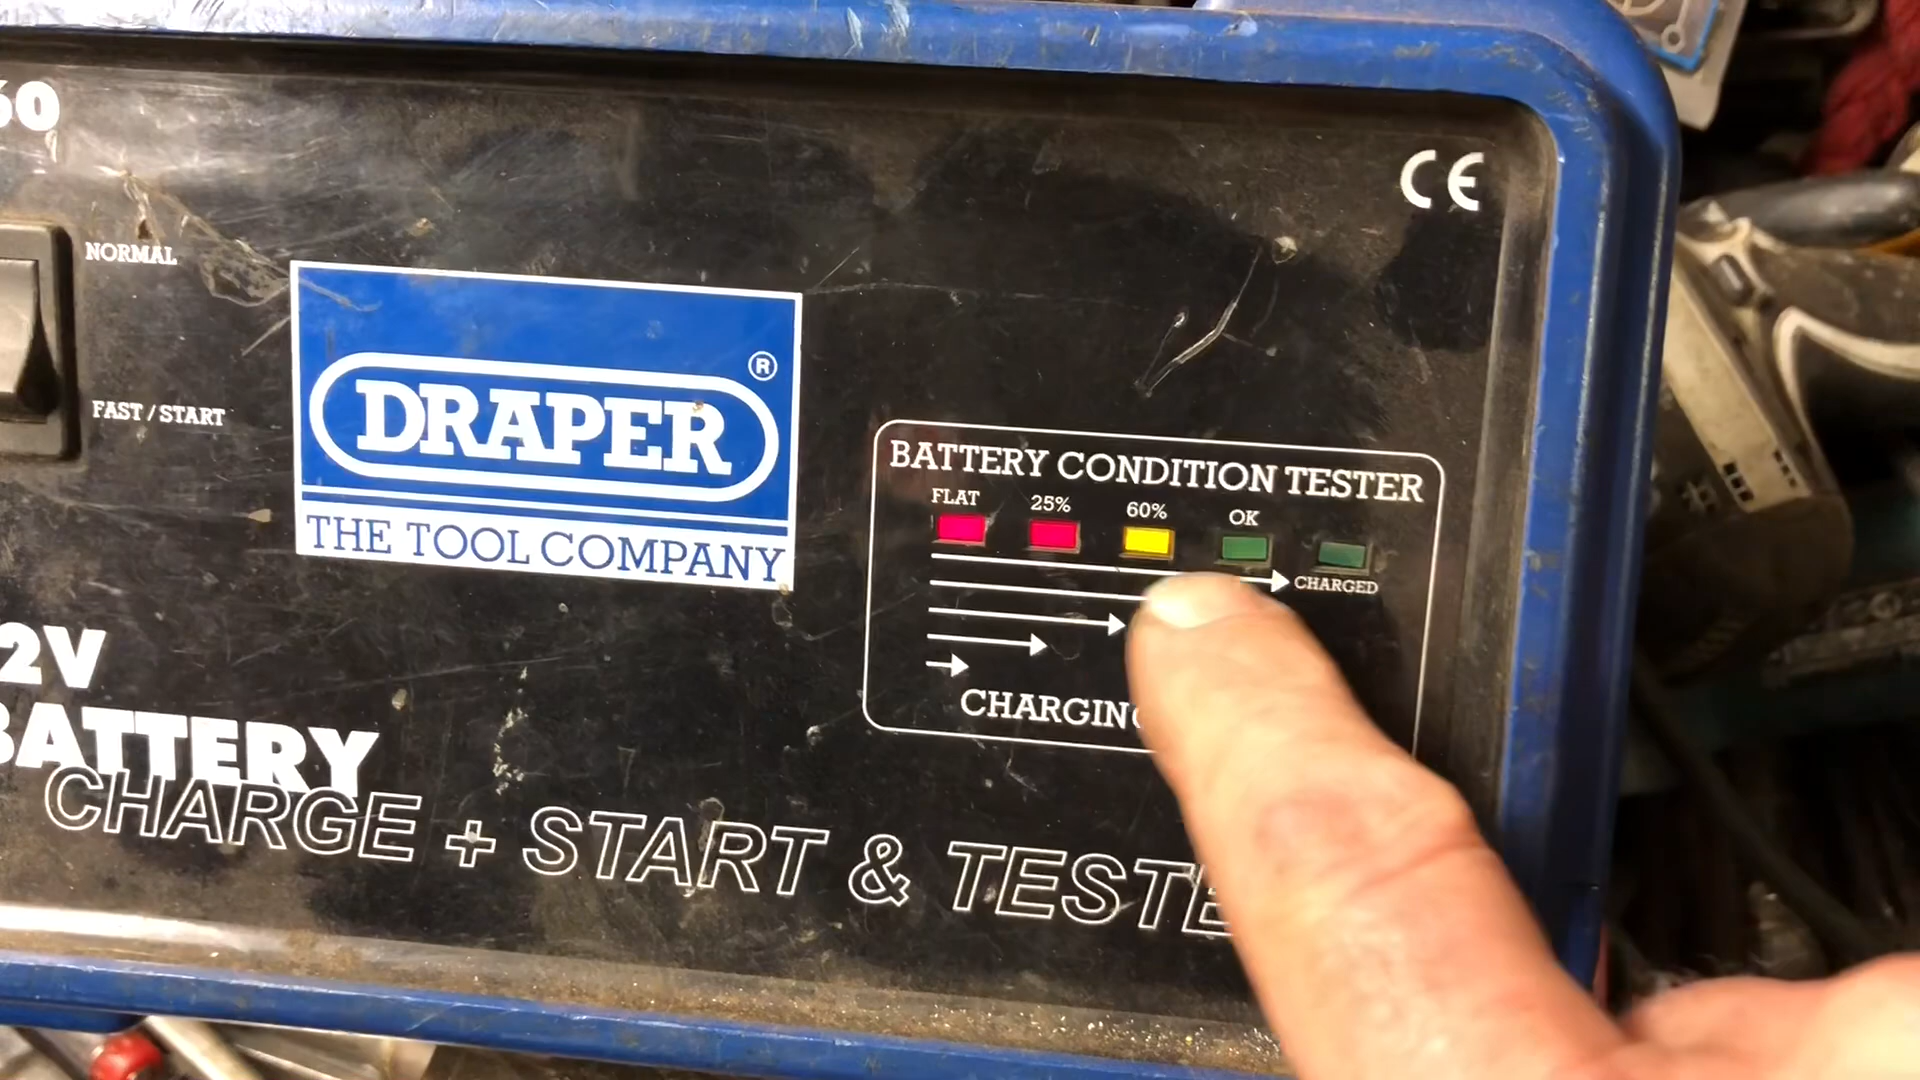 60
CE
NORMAL
FAST / START
DRAPER ®
THE TOOL COMPANY
BATTERY CONDITION TESTER
FLAT 25% 60% OK
CHARGED
2V
BATTERY
CHARGE + START &